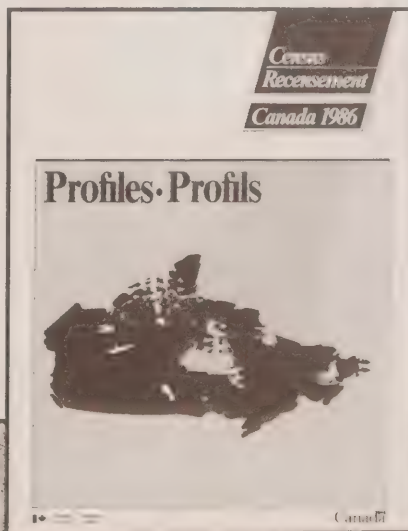 Census
Recensement
Canada 1986
Profiles • Profils
Canada